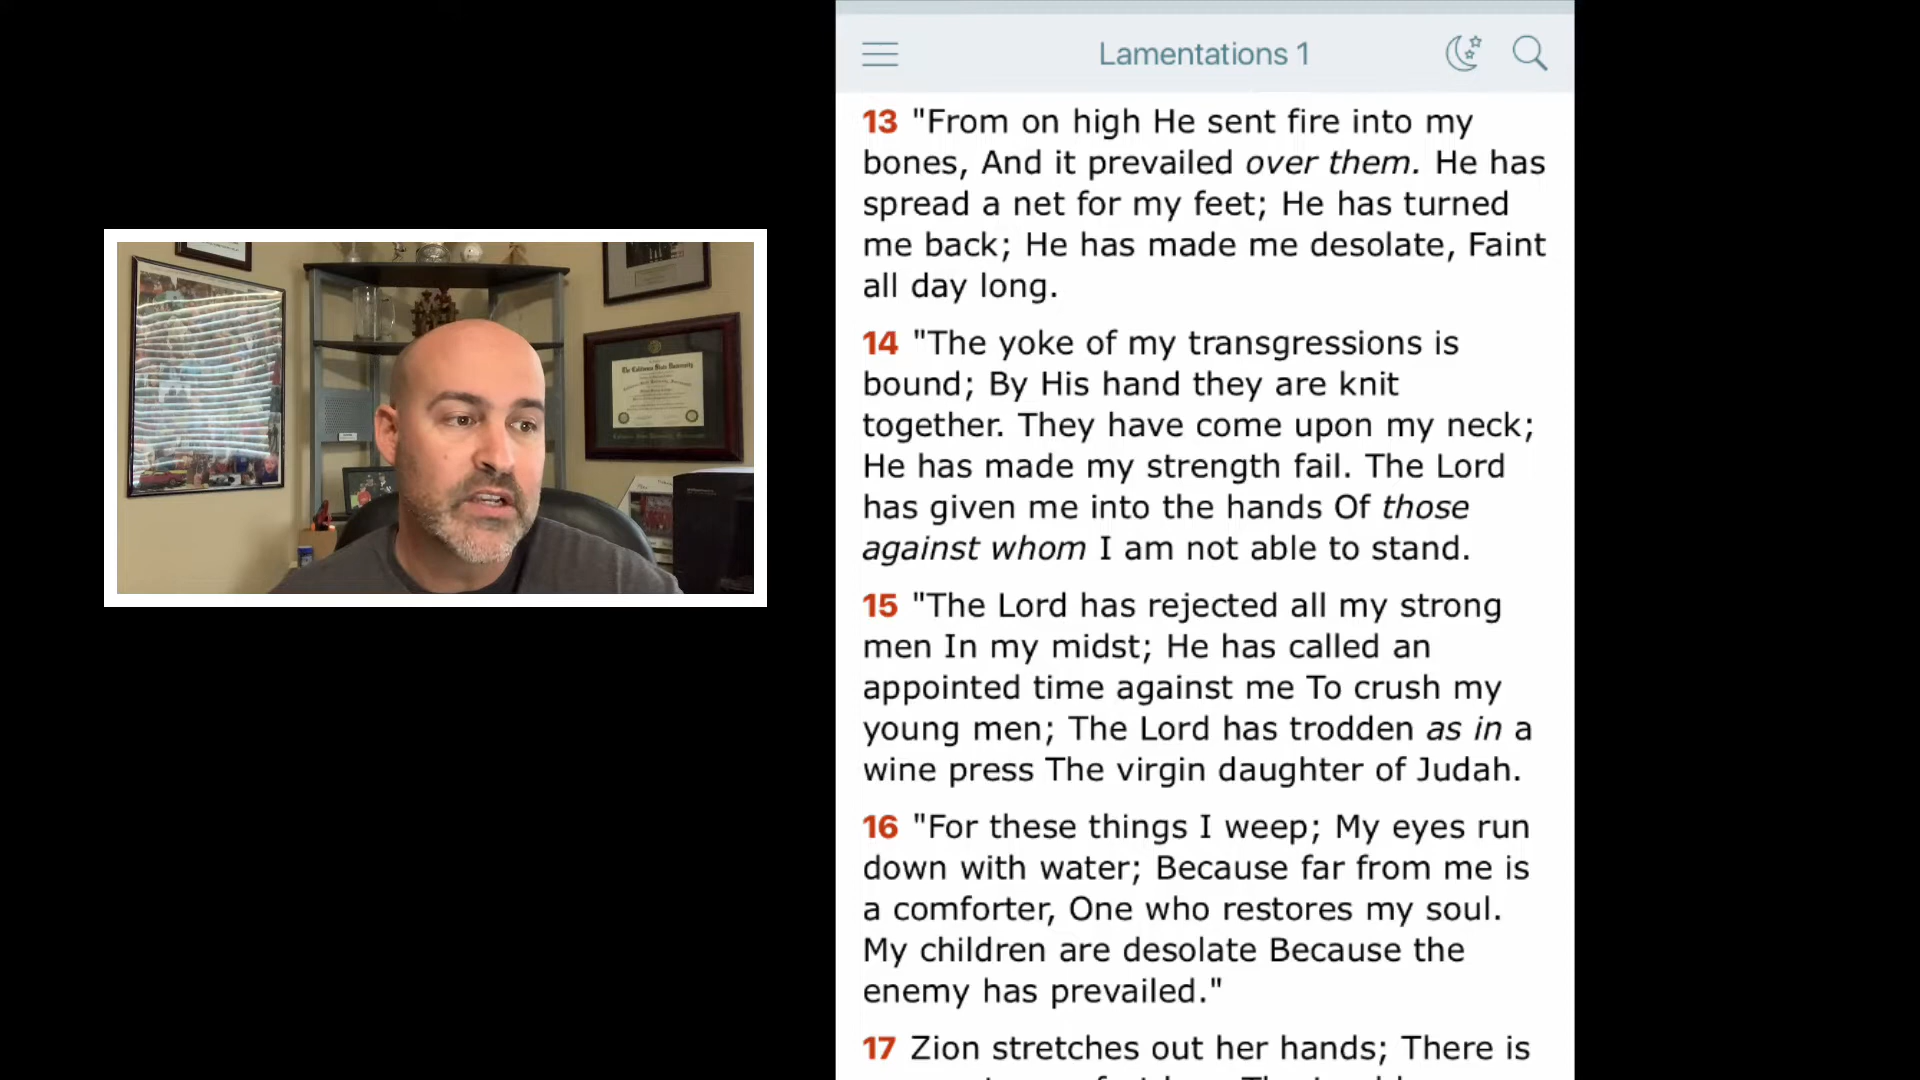 Lamentations 1
13 "From on high He sent fire into my
bones, And it prevailed over them. He has
spread a net for my feet; He has turned
me back; He has made me desolate, Faint
all day long.
14 "The yoke of my transgressions is
bound; By His hand they are knit
together. They have come upon my neck;
He has made my strength fail. The Lord
has given me into the hands Of those
against whom I am not able to stand.
15 "The Lord has rejected all my strong
men In my midst; He has called an
appointed time against me To crush my
young men; The Lord has trodden as in a
wine press The virgin daughter of Judah.
16 "For these things I weep; My eyes run
down with water; Because far from me is
a comforter, One who restores my soul.
My children are desolate Because the
enemy has prevailed."
17 Zion stretches out her hands; There is
The California State University